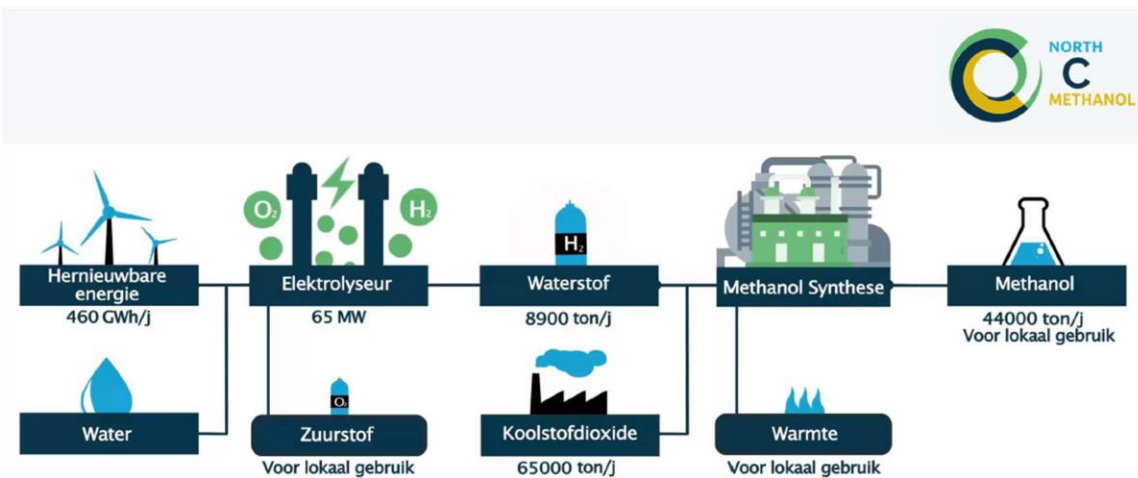 NORTH
C
METHANOL
O₂
H₂
H₂
Hernieuwbare
energie
460 GWh/j
Elektrolyseur
65 MW
Waterstof
8900 ton/j
Methanol Synthese
Methanol
44000 ton/j
Voor lokaal gebruik
Water
O₂
Zuurstof
Voor lokaal gebruik
Koolstofdioxide
65000 ton/j
Warmte
Voor lokaal gebruik